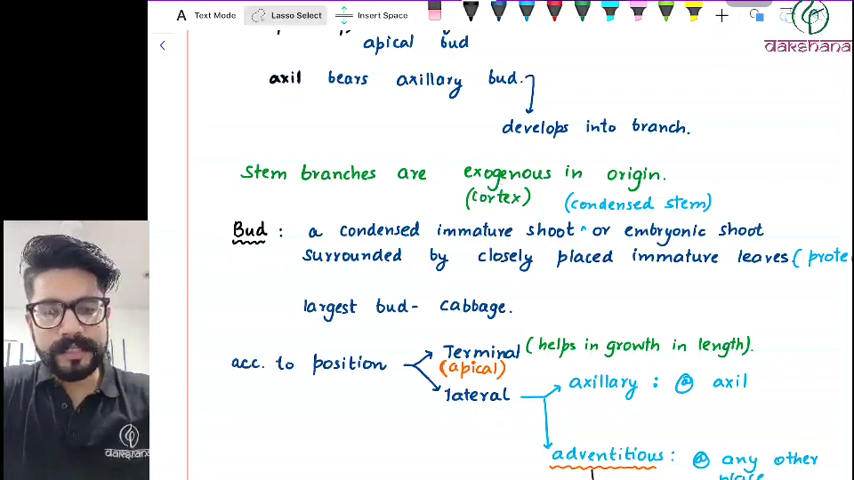 A Text Mode Lasso Select Insert Space
dakshana
apical bud
axil bears axillary bud.
develops into branch.
Stem branches are exogenous in origin.
(cortex) (condensed stem)
Bud : a condensed immature shoot ^ or embryonic shoot
surrounded by closely placed immature leaves (prote
largest bud- cabbage.
acc. to position
Terminal (helps in growth in length).
(apical)
lateral
axillary : @ axil
adventitious : @ any other
place
dakshana